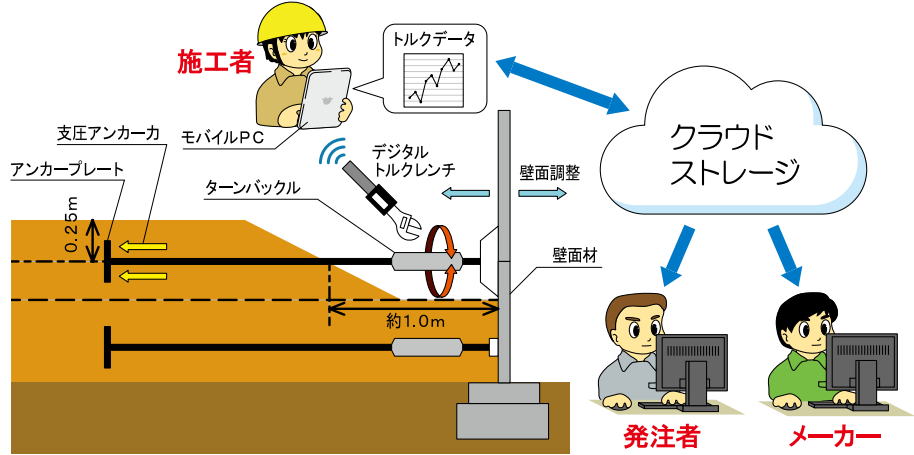 施工者
トルクデータ
支圧アンカー力
モバイルPC
デジタル
トルクレンチ
壁面調整
クラウド
ストレージ
アンカープレート
ターンバックル
0.25m
壁面材
約1.0m
発注者
メーカー